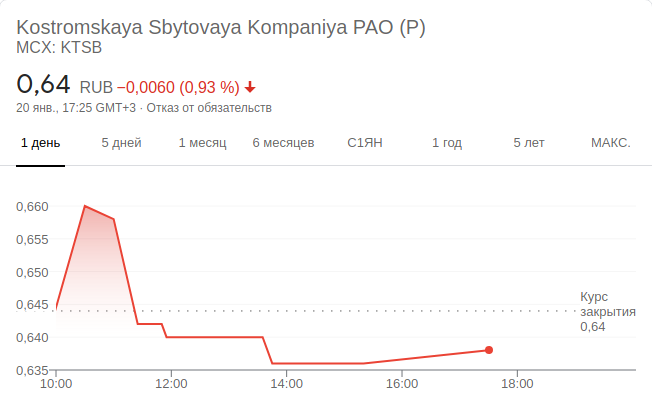 Kostromskaya Sbytovaya Kompaniya PAO (P)
MCX: KTSB
0,64 RUB −0,0060 (0,93 %)
20 янв., 17:25 GMT+3 · Отказ от обязательств
1 день 5 дней 1 месяц 6 месяцев С1ЯН 1 год 5 лет МАКС.
0,660
0,655
0,650
0,645
0,640
0,635
Курс
закрытия
0,64
10:00 12:00 14:00 16:00 18:00